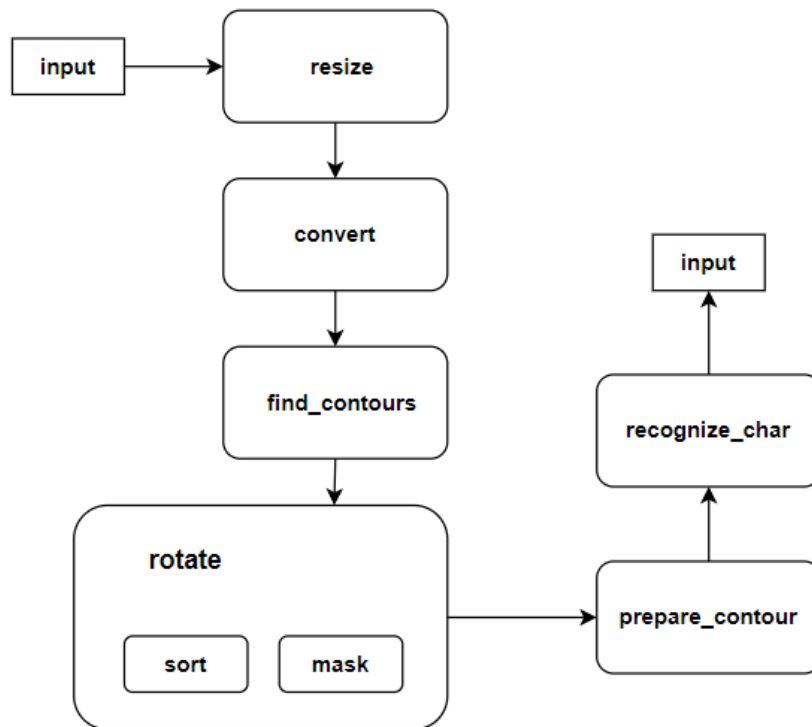 input
resize
convert
find_contours
rotate
sort
mask
prepare_contour
recognize_char
input